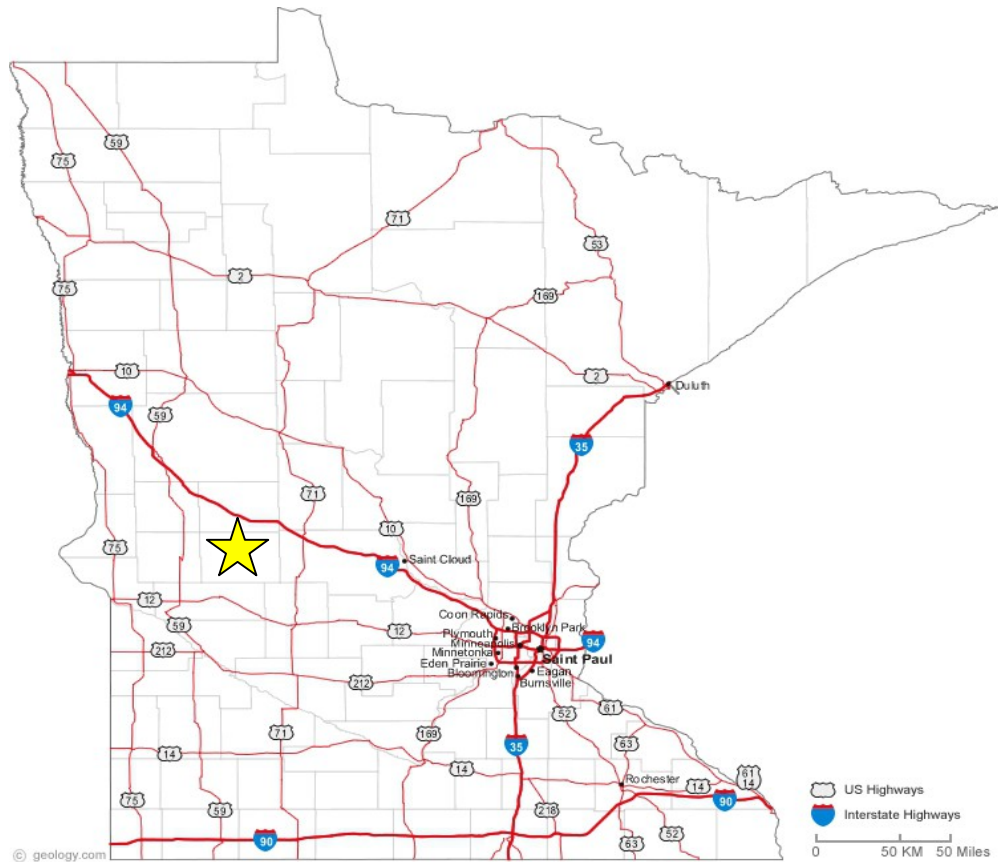 59
75
71
53
2
75
169
10
2
Duluth
94
59
35
71
169
10
75
Saint Cloud
94
12
Coon Rapids
59
12
Brooklyn Park
Plymouth
94
Minneapolis
212
Minnetonka
Saint Paul
Eden Prairie
Bloomington
Eagan
212
Burnsville
61
52
71
169
63
35
14
14
61
14
Rochester
14
US Highways
75
90
59
218
Interstate Highways
52
90
63
0 50 KM 50 Miles
© geology.com